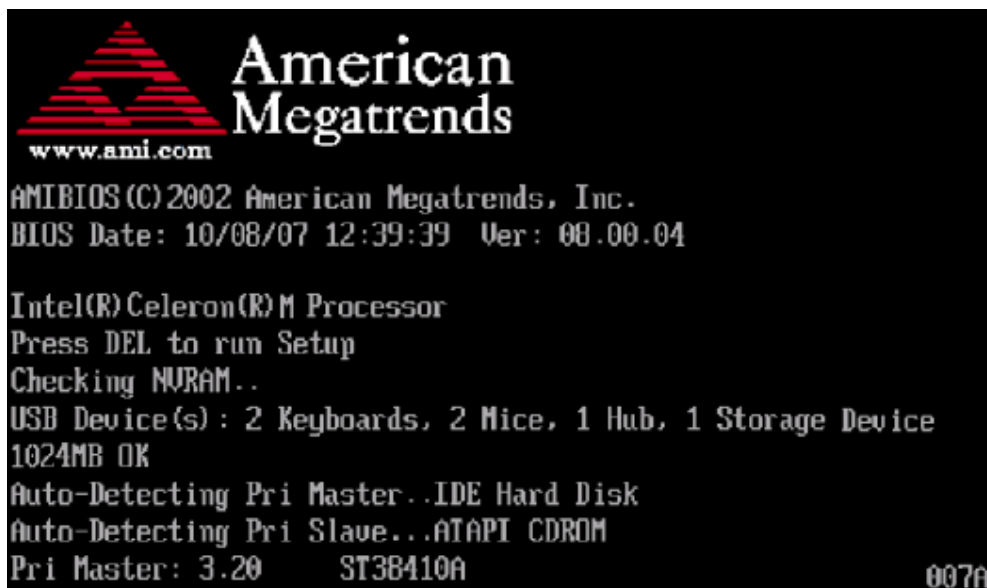 American
Megatrends
www.ami.com
AMIBIOS(C)2002 American Megatrends, Inc.
BIOS Date: 10/08/07 12:39:39 Ver: 08.00.04
Intel(R)Celeron(R)M Processor
Press DEL to run Setup
Checking NVRAM..
USB Device(s): 2 Keyboards, 2 Mice, 1 Hub, 1 Storage Device
1024MB OK
Auto-Detecting Pri Master..IDE Hard Disk
Auto-Detecting Pri Slave...ATAPI CDROM
Pri Master: 3.20 ST38410A
007A